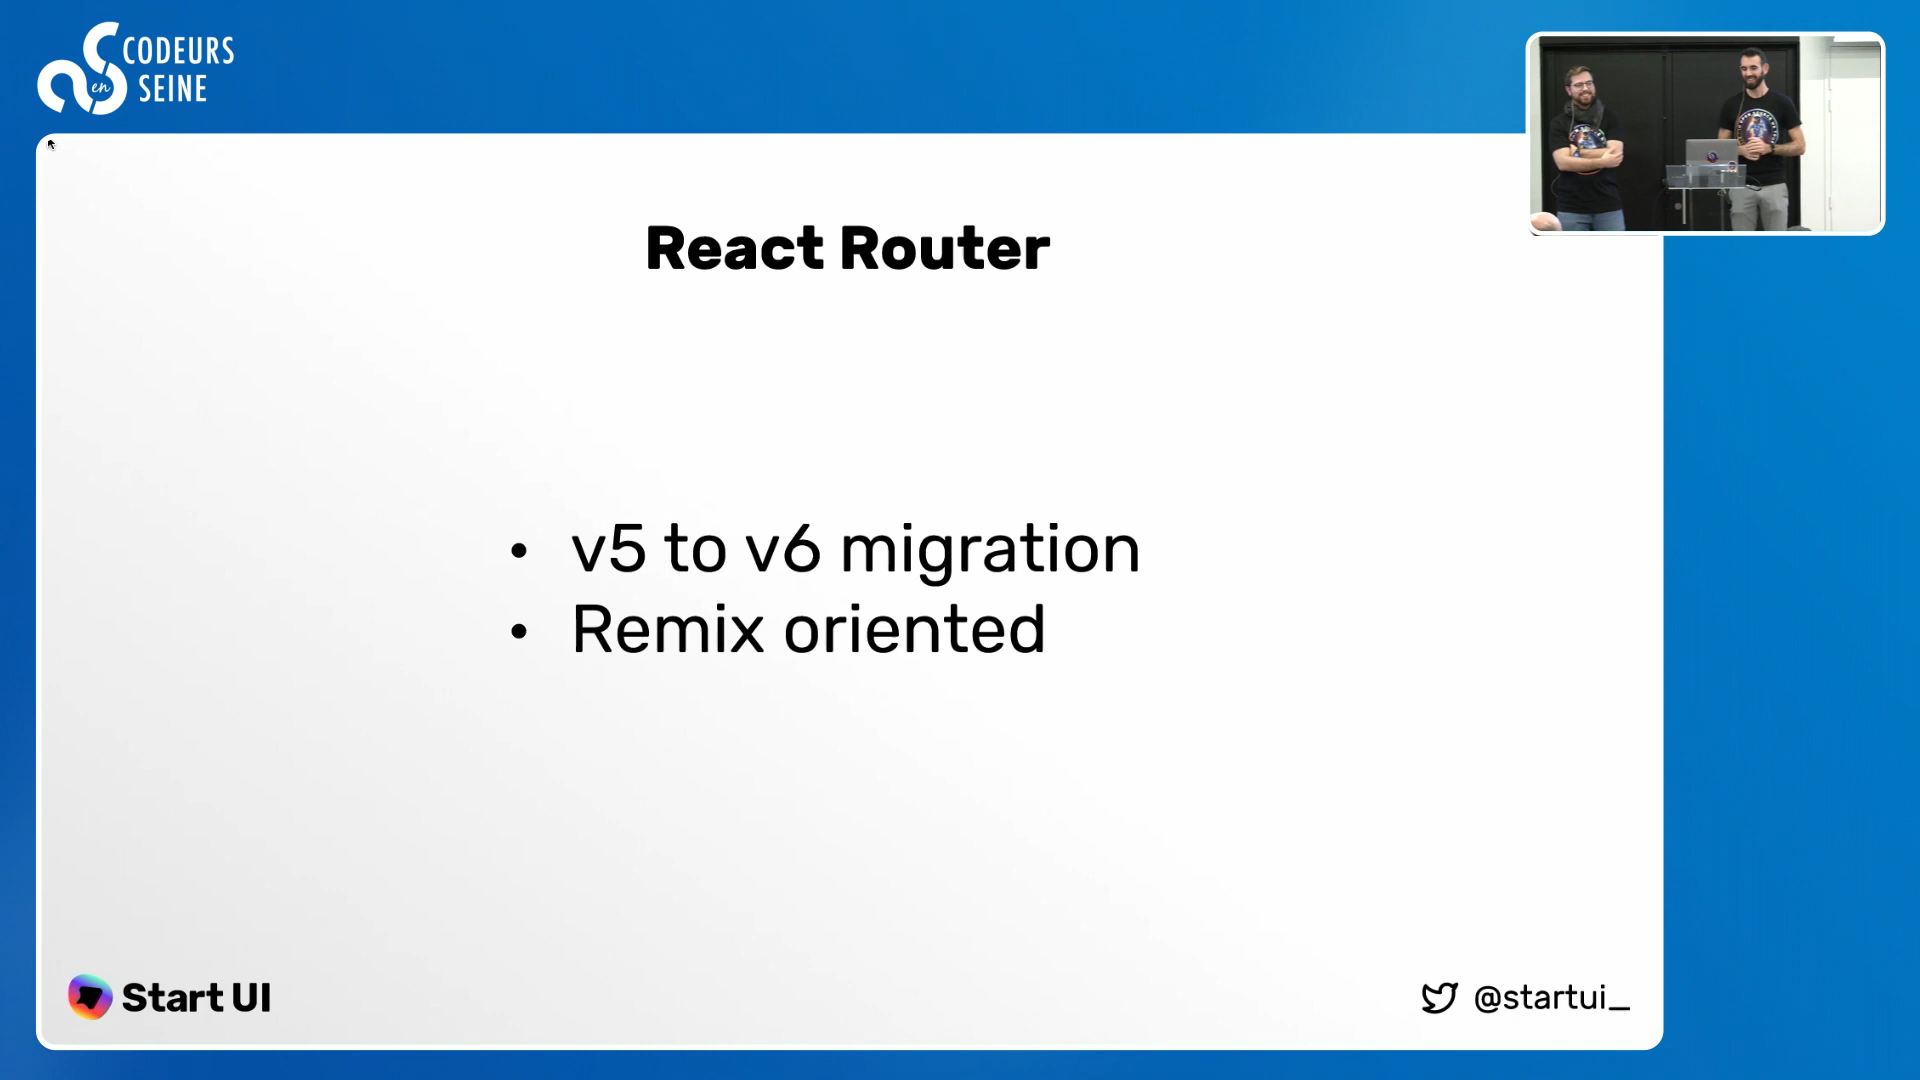 CODEURS
en
SEINE
React Router
• v5 to v6 migration
• Remix oriented
Start UI
@startui_